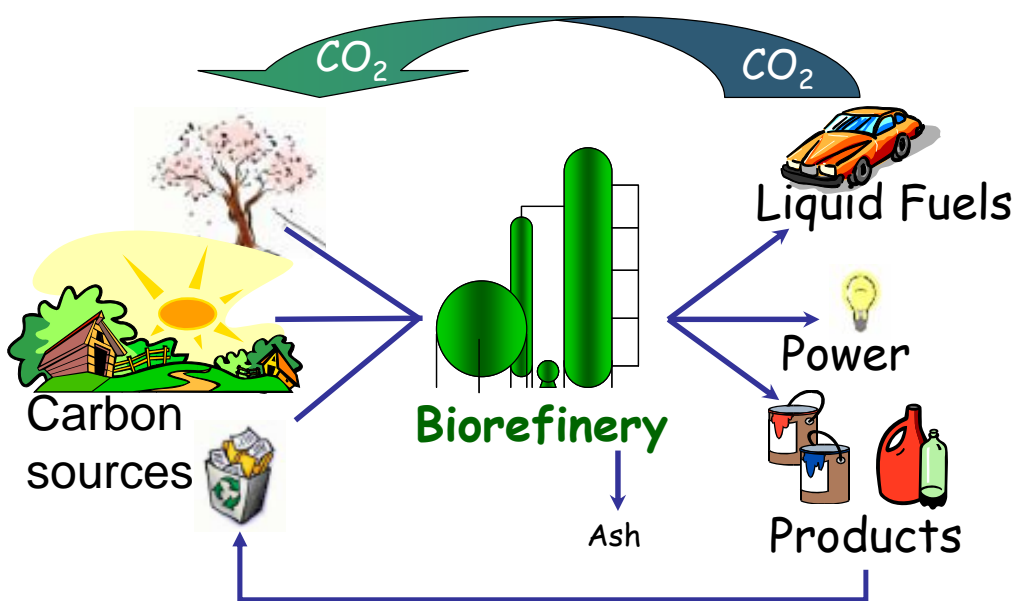 CO₂
CO₂
Liquid Fuels
Power
Carbon
sources
Biorefinery
Ash
Products